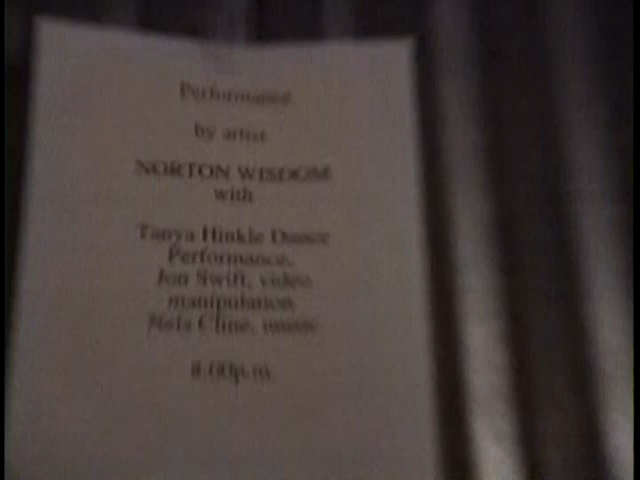 Performance
by artist
NORTON WISDOM
with
Tanya Hinkle Dance
Performance,
Jon Swift, video
manipulation
Nels Cline, music
8:00p.m.